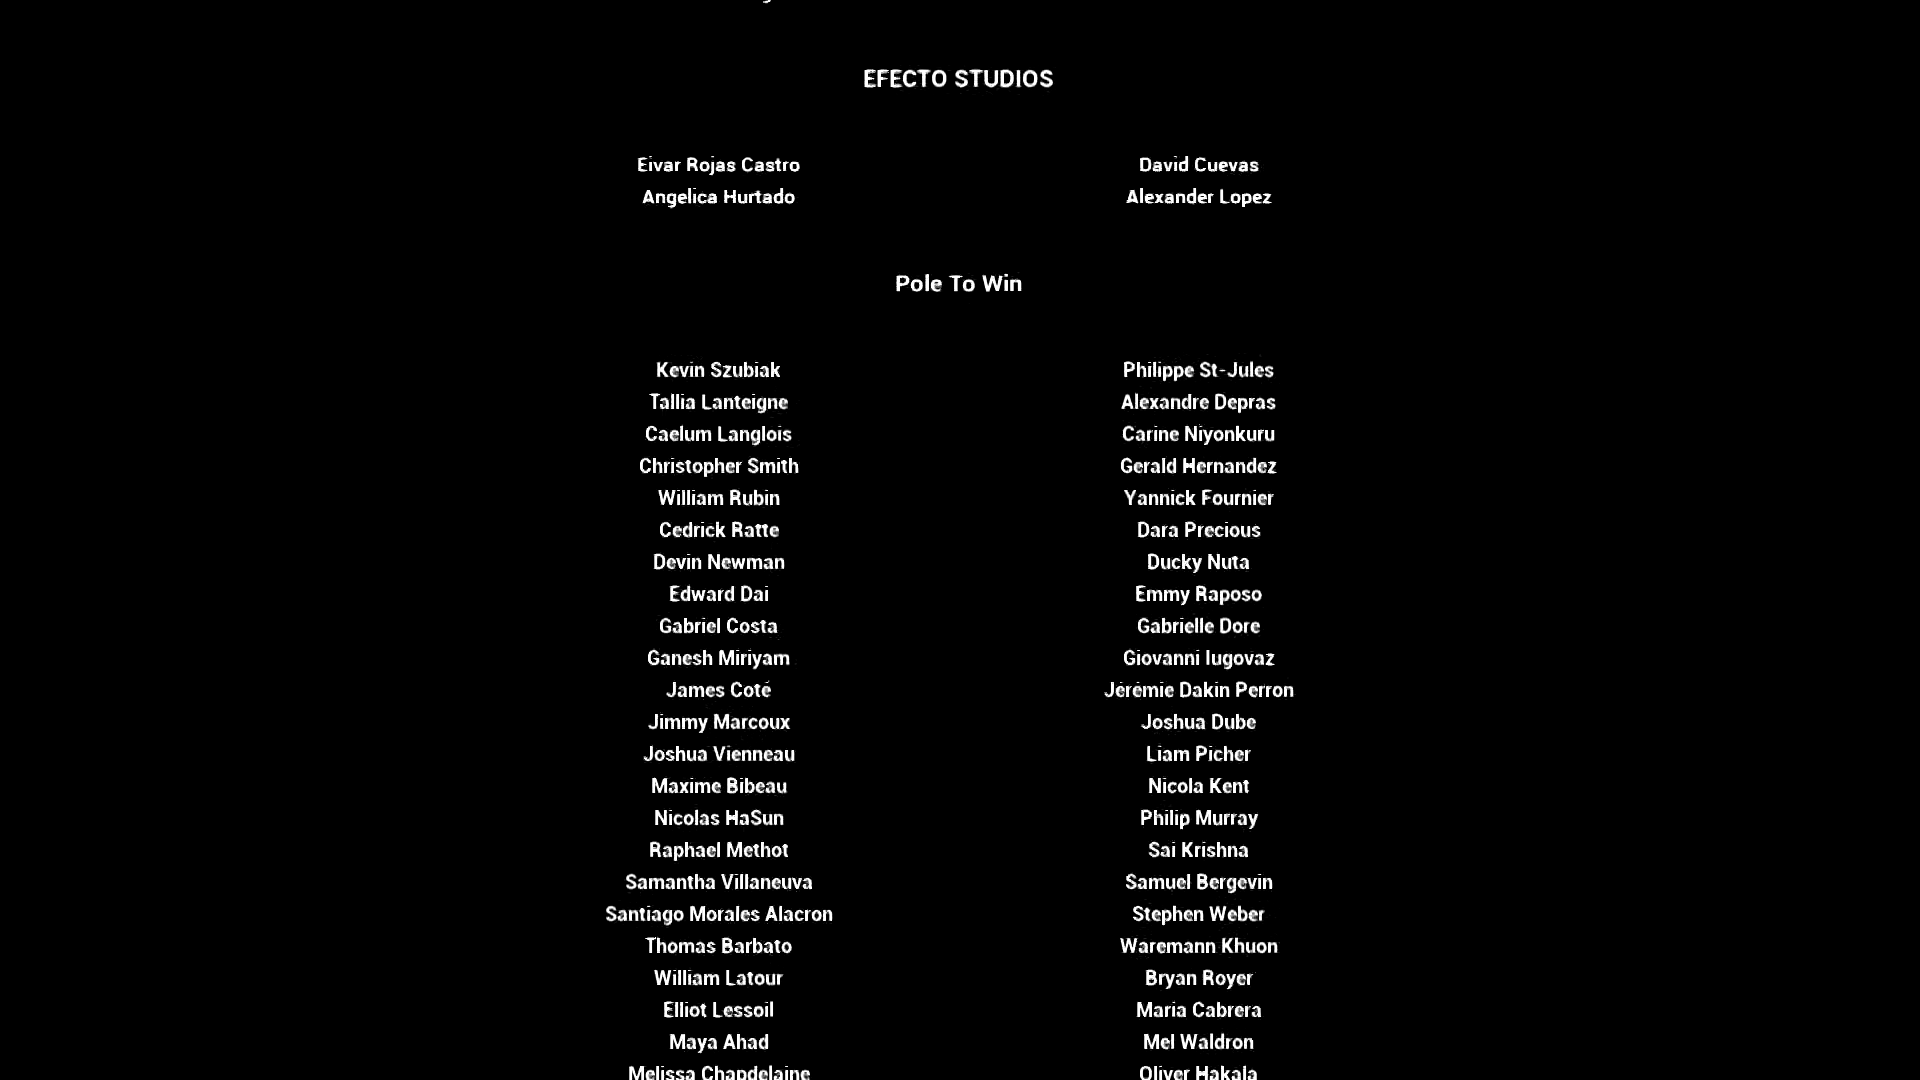 EFECTO STUDIOS
Eivar Rojas Castro David Cuevas
Angelica Hurtado Alexander Lopez
Pole To Win
Kevin Szubiak Philippe St-Jules
Tallia Lanteigne Alexandre Depras
Caelum Langlois Carine Niyonkuru
Christopher Smith Gerald Hernandez
William Rubin Yannick Fournier
Cedrick Ratte Dara Precious
Devin Newman Ducky Nuta
Edward Dai Emmy Raposo
Gabriel Costa Gabrielle Dore
Ganesh Miriyam Giovanni Iugovaz
James Coté Jérémie Dakin Perron
Jimmy Marcoux Joshua Dube
Joshua Vienneau Liam Picher
Maxime Bibeau Nicola Kent
Nicolas HaSun Philip Murray
Raphael Methot Sai Krishna
Samantha Villaneuva Samuel Bergevin
Santiago Morales Alacron Stephen Weber
Thomas Barbato Waremann Khuon
William Latour Bryan Royer
Elliot Lessoil Maria Cabrera
Maya Ahad Mel Waldron
Melissa Chapdelaine Oliver Hakala